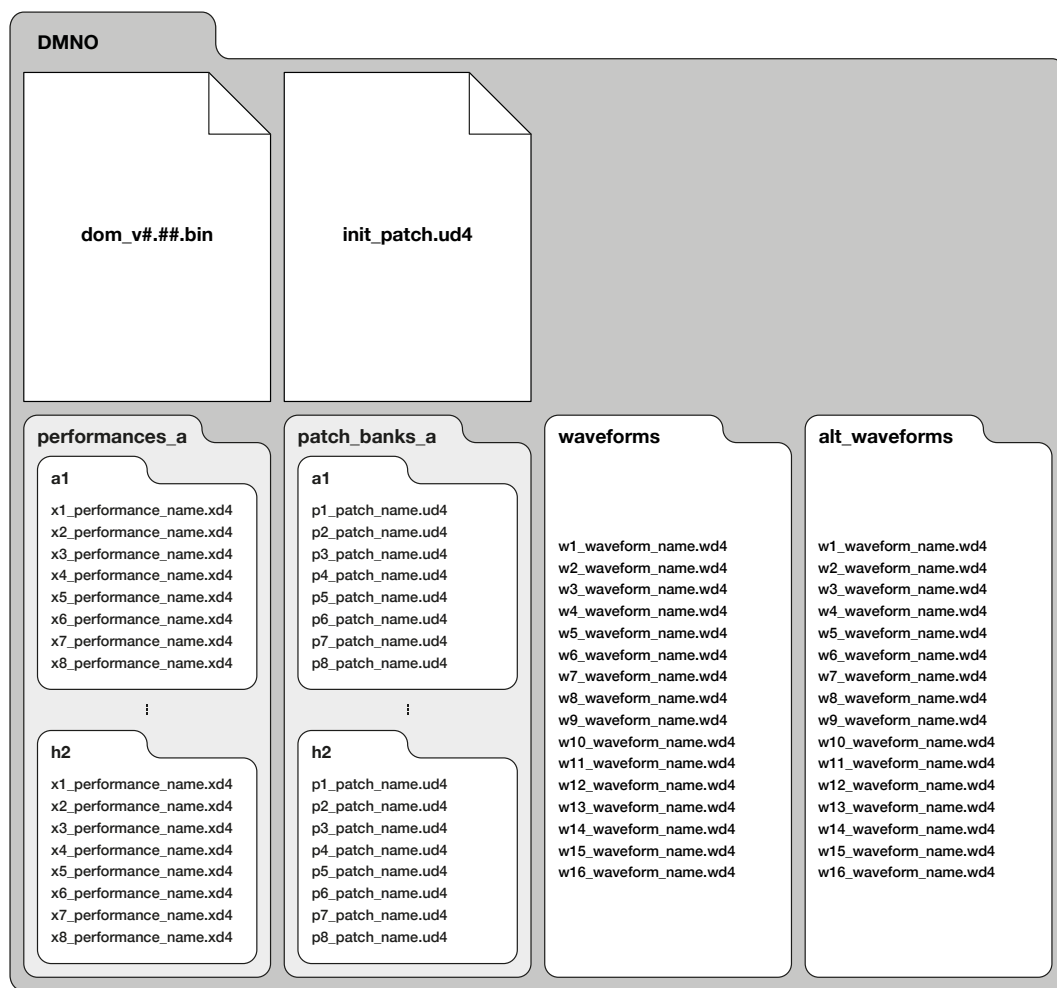 DMNO
dom_v#.##.bin
init_patch.ud4
performances_a
a1
x1_performance_name.xd4
x2_performance_name.xd4
x3_performance_name.xd4
x4_performance_name.xd4
x5_performance_name.xd4
x6_performance_name.xd4
x7_performance_name.xd4
x8_performance_name.xd4
h2
x1_performance_name.xd4
x2_performance_name.xd4
x3_performance_name.xd4
x4_performance_name.xd4
x5_performance_name.xd4
x6_performance_name.xd4
x7_performance_name.xd4
x8_performance_name.xd4
patch_banks_a
a1
p1_patch_name.ud4
p2_patch_name.ud4
p3_patch_name.ud4
p4_patch_name.ud4
p5_patch_name.ud4
p6_patch_name.ud4
p7_patch_name.ud4
p8_patch_name.ud4
h2
p1_patch_name.ud4
p2_patch_name.ud4
p3_patch_name.ud4
p4_patch_name.ud4
p5_patch_name.ud4
p6_patch_name.ud4
p7_patch_name.ud4
p8_patch_name.ud4
waveforms
w1_waveform_name.wd4
w2_waveform_name.wd4
w3_waveform_name.wd4
w4_waveform_name.wd4
w5_waveform_name.wd4
w6_waveform_name.wd4
w7_waveform_name.wd4
w8_waveform_name.wd4
w9_waveform_name.wd4
w10_waveform_name.wd4
w11_waveform_name.wd4
w12_waveform_name.wd4
w13_waveform_name.wd4
w14_waveform_name.wd4
w15_waveform_name.wd4
w16_waveform_name.wd4
alt_waveforms
w1_waveform_name.wd4
w2_waveform_name.wd4
w3_waveform_name.wd4
w4_waveform_name.wd4
w5_waveform_name.wd4
w6_waveform_name.wd4
w7_waveform_name.wd4
w8_waveform_name.wd4
w9_waveform_name.wd4
w10_waveform_name.wd4
w11_waveform_name.wd4
w12_waveform_name.wd4
w13_waveform_name.wd4
w14_waveform_name.wd4
w15_waveform_name.wd4
w16_waveform_name.wd4